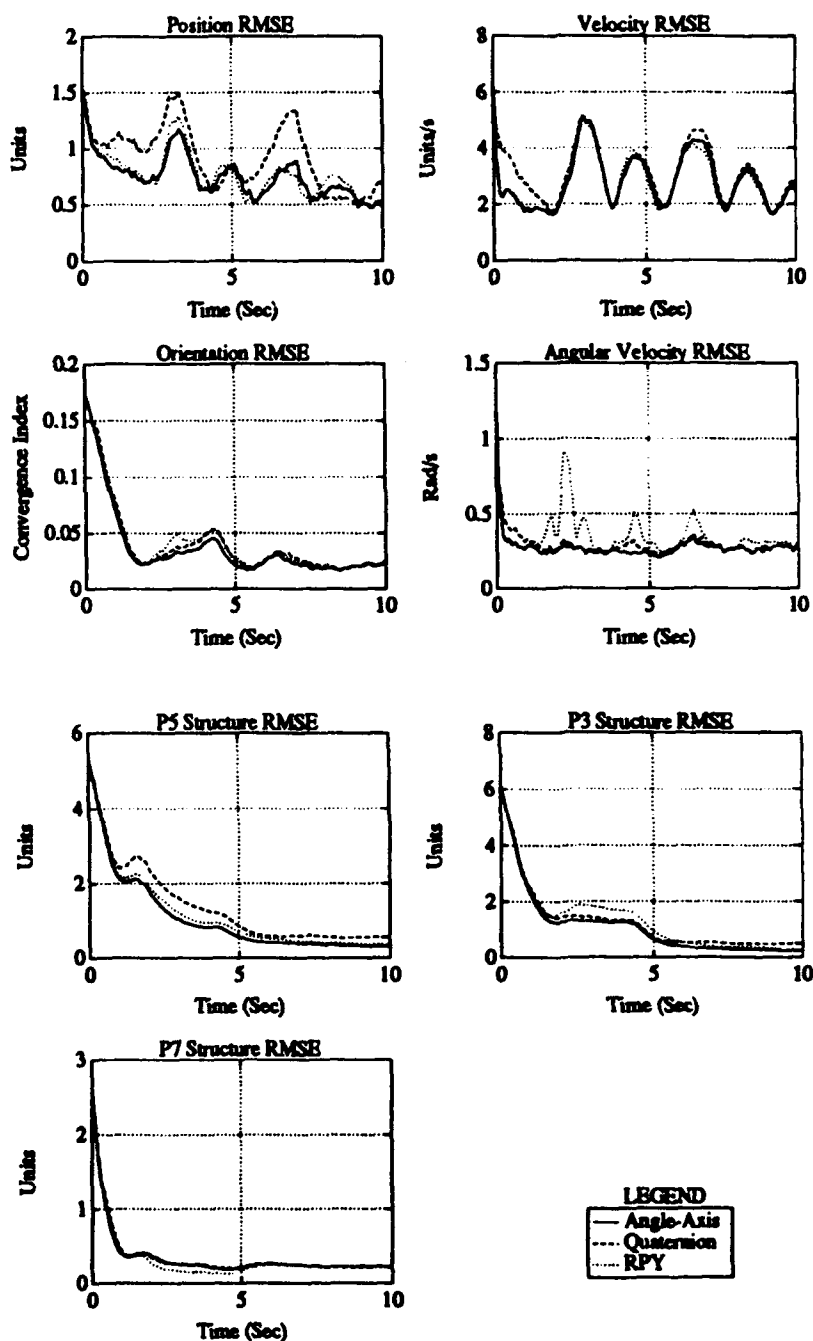 Position RMSE
2
1.5
1
0.5
0
Units
0
5
10
Time (Sec)
Velocity RMSE
8
6
4
2
0
Units/s
0
5
10
Time (Sec)
Orientation RMSE
0.2
0.15
0.1
0.05
0
Convergence Index
0
5
10
Time (Sec)
Angular Velocity RMSE
1.5
1
0.5
0
Rad/s
0
5
10
Time (Sec)
P5 Structure RMSE
6
4
2
0
Units
0
5
10
Time (Sec)
P3 Structure RMSE
8
6
4
2
0
Units
0
5
10
Time (Sec)
P7 Structure RMSE
3
2
1
0
Units
0
5
10
Time (Sec)
LEGEND
Angle-Axis
Quaternion
RPY